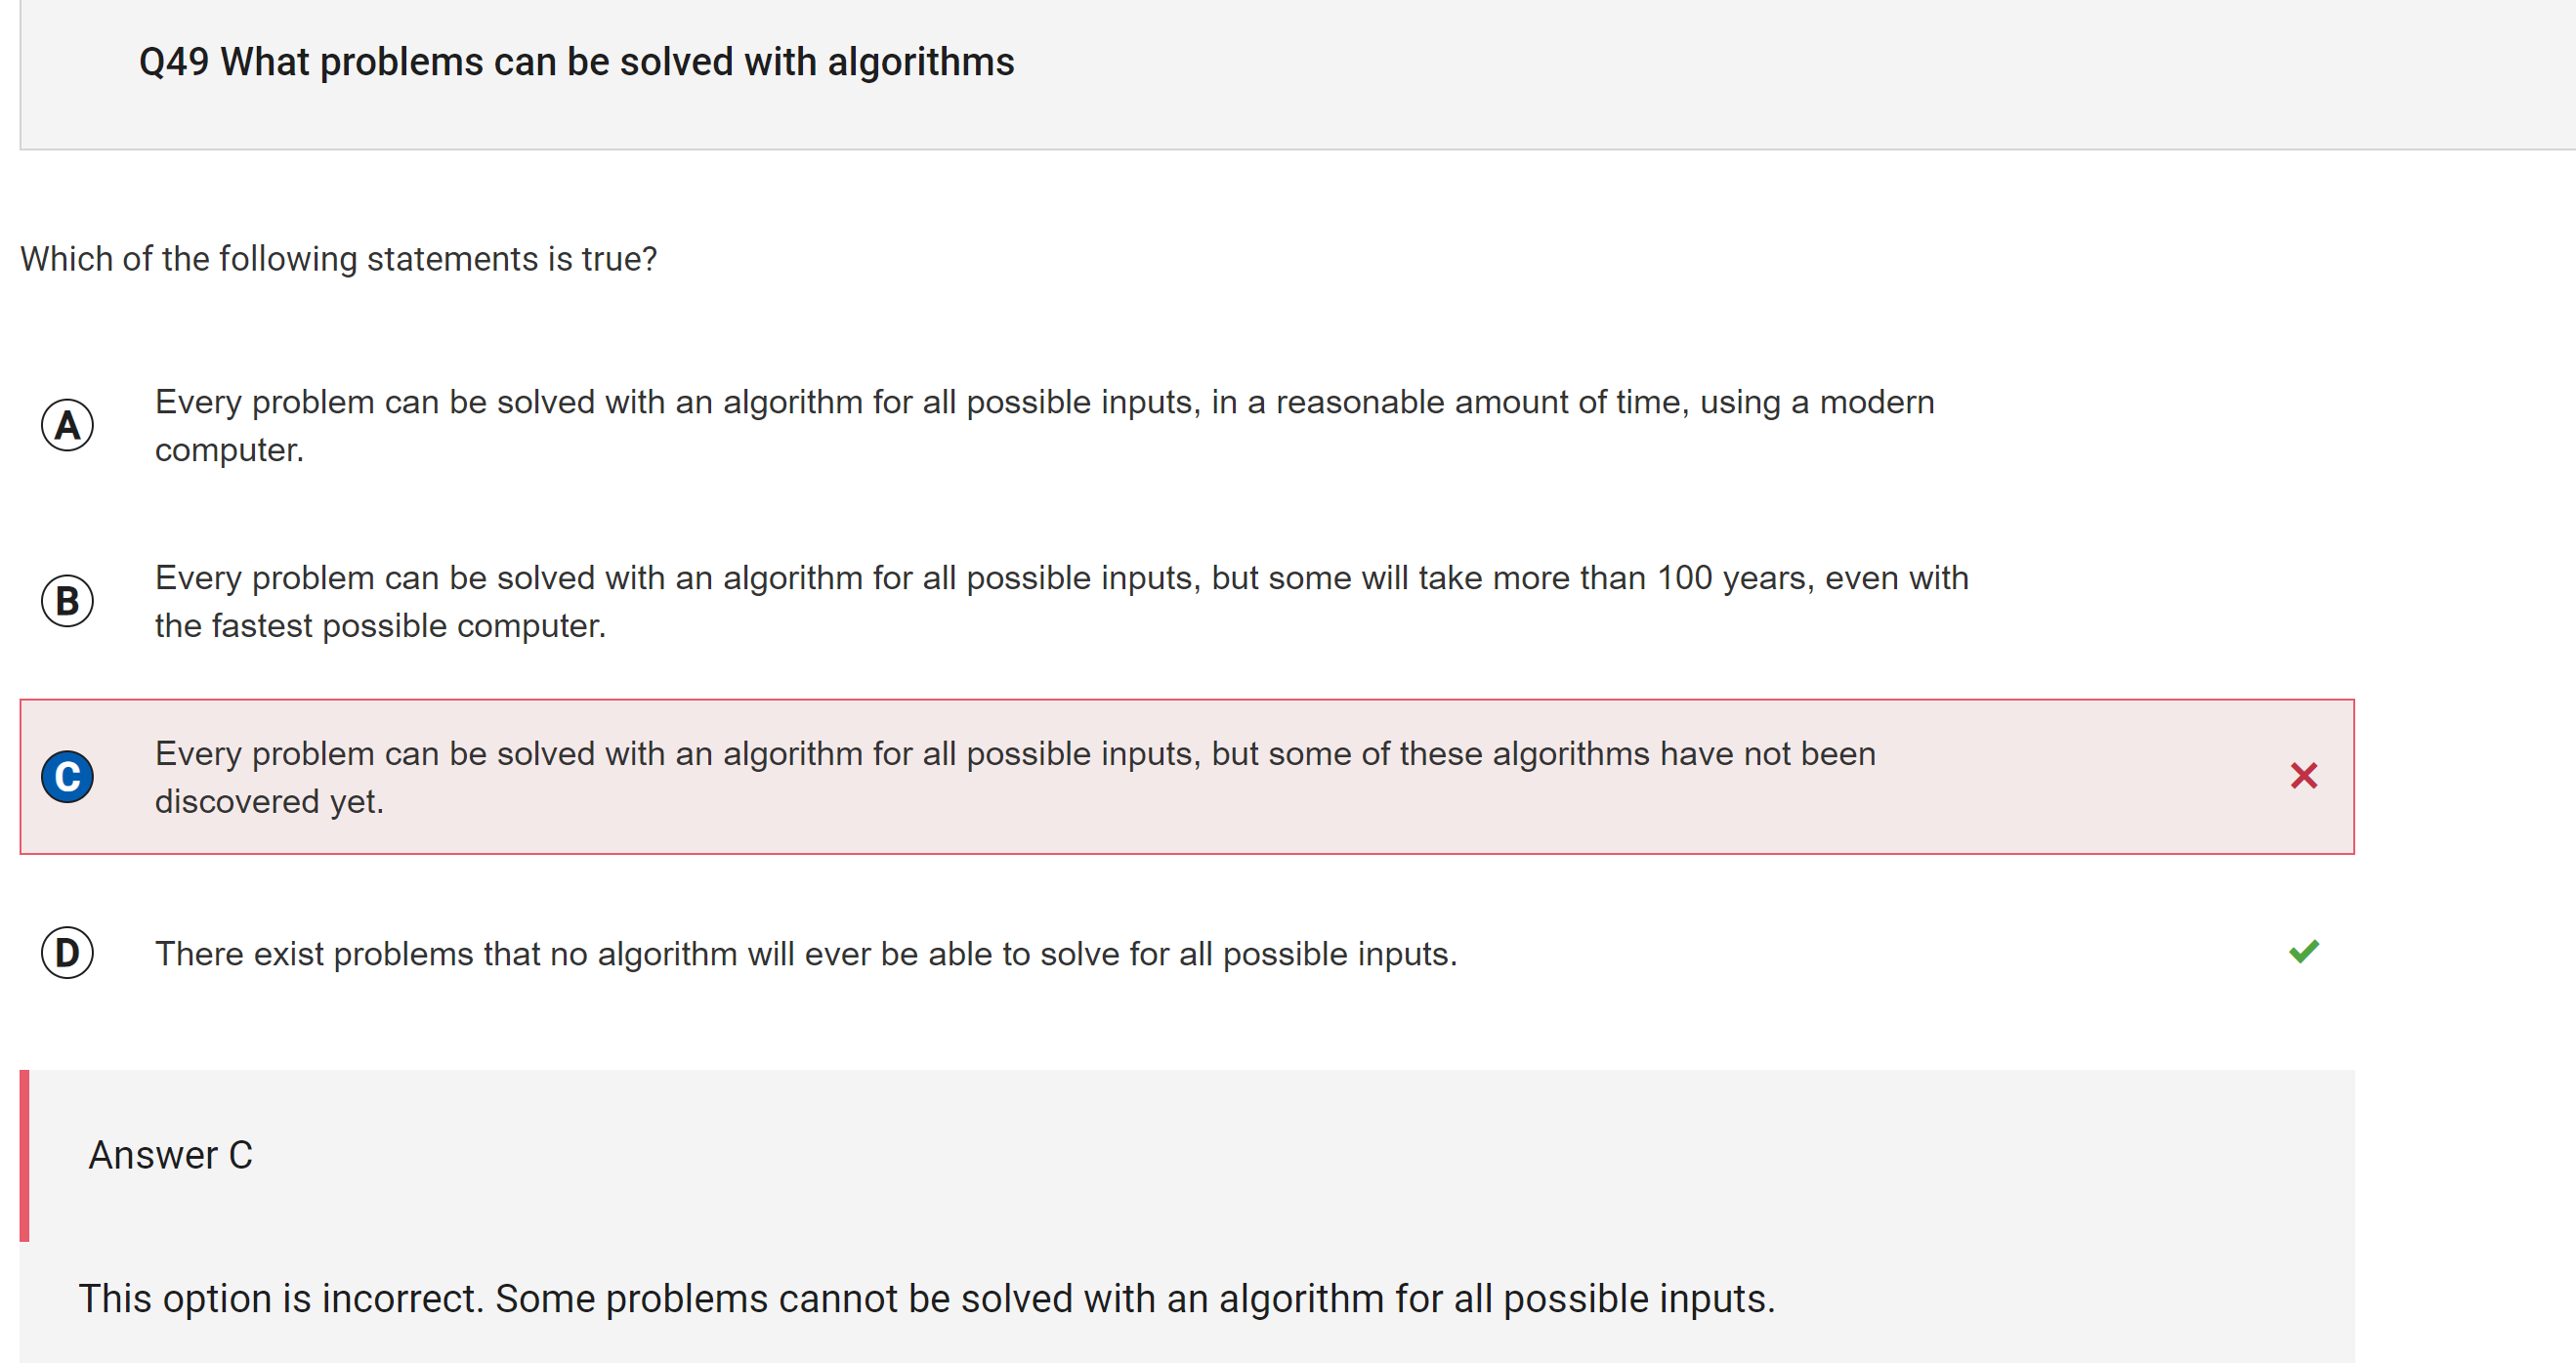 Q49 What problems can be solved with algorithms
Which of the following statements is true?
A
Every problem can be solved with an algorithm for all possible inputs, in a reasonable amount of time, using a modern
computer.
B
Every problem can be solved with an algorithm for all possible inputs, but some will take more than 100 years, even with
the fastest possible computer.
C
Every problem can be solved with an algorithm for all possible inputs, but some of these algorithms have not been
discovered yet.
D
There exist problems that no algorithm will ever be able to solve for all possible inputs.
Answer C
This option is incorrect. Some problems cannot be solved with an algorithm for all possible inputs.